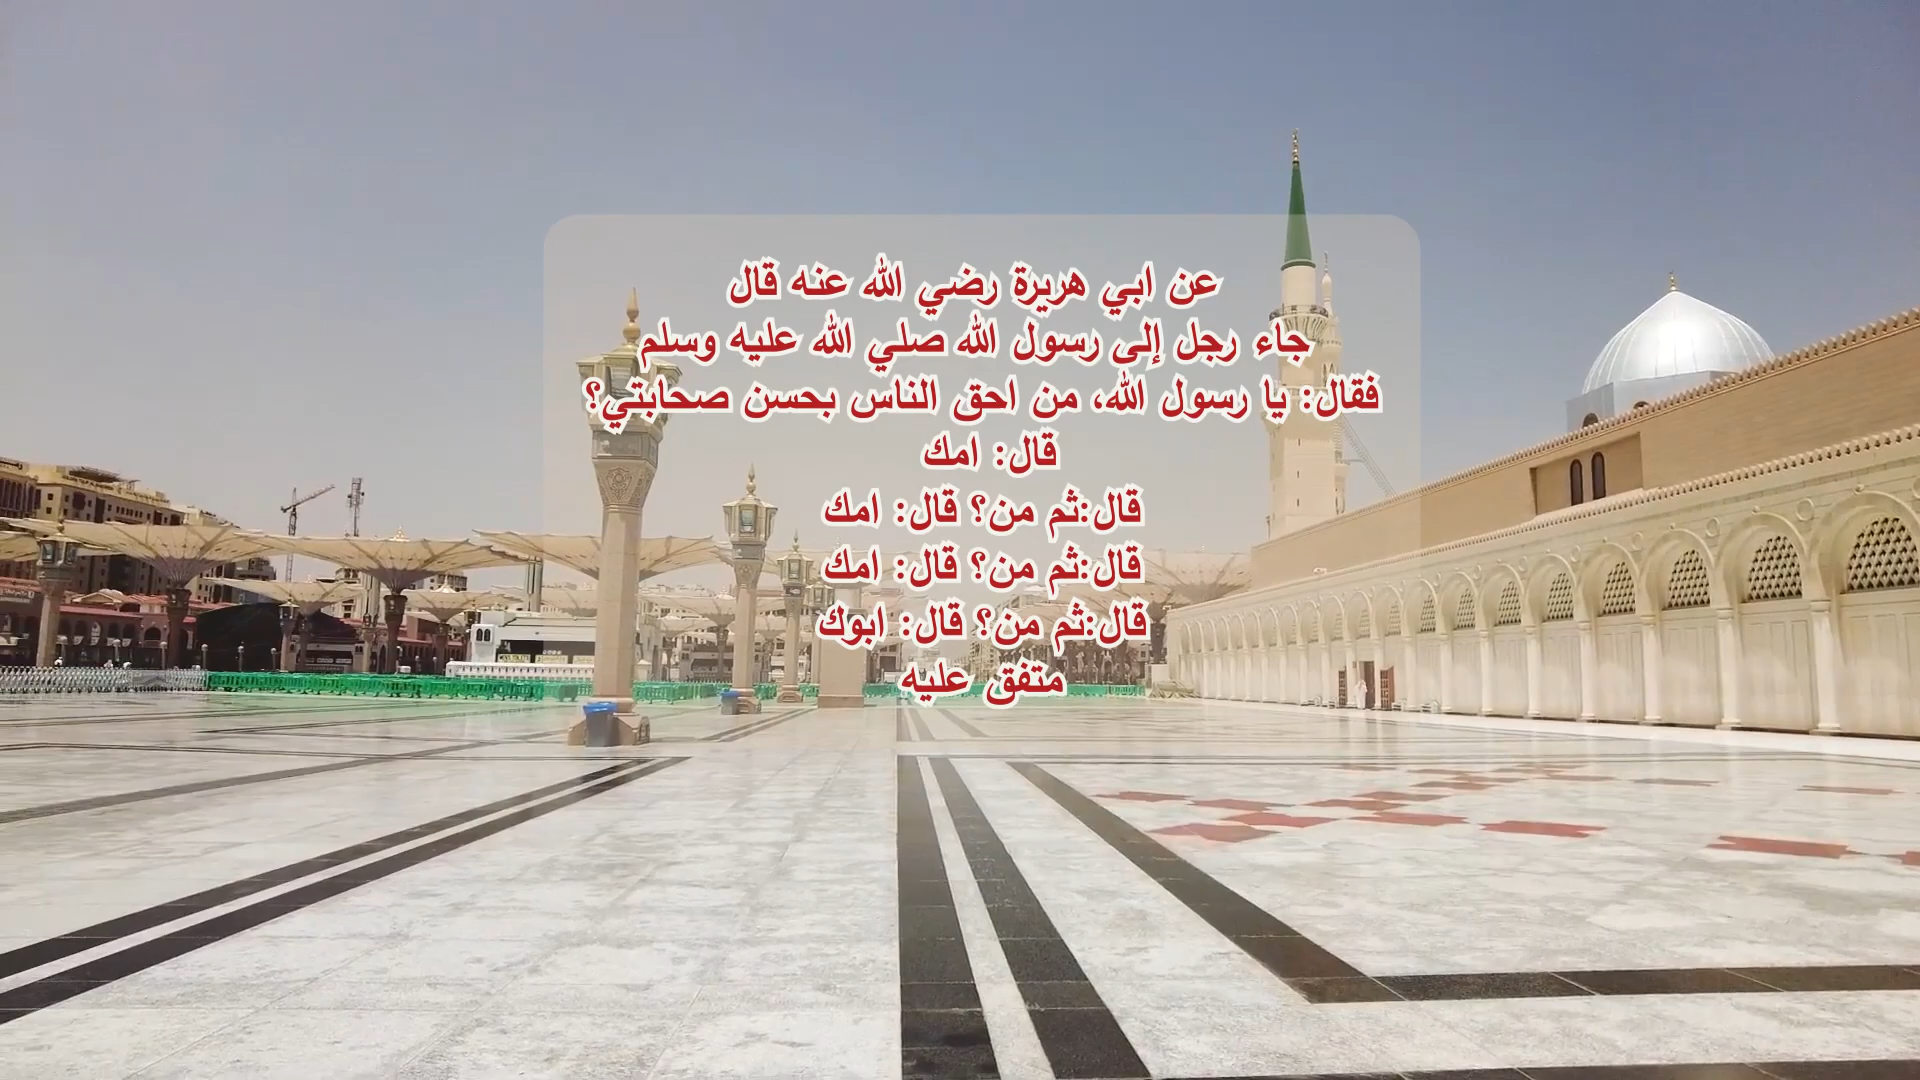 عن ابي هريرة رضي الله عنه قال
جاء رجل إلى رسول الله صلي الله عليه وسلم
فقال: يا رسول الله، من احق الناس بحسن صحابتي؟
قال: امك
قال:ثم من؟ قال: امك
قال:ثم من؟ قال: امك
قال:ثم من؟ قال: ابوك
متفق عليه